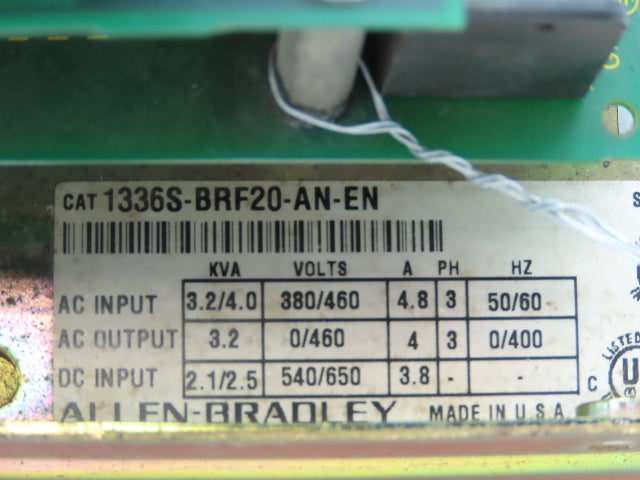 CAT 1336S-BRF20-AN-EN
KVA VOLTS A PH HZ
AC INPUT 3.2/4.0 380/460 4.8 3 50/60
AC OUTPUT 3.2 0/460 4 3 0/400
DC INPUT 2.1/2.5 540/650 3.8 - -
ALLEN-BRADLEY MADE IN U S A
LISTED
C U